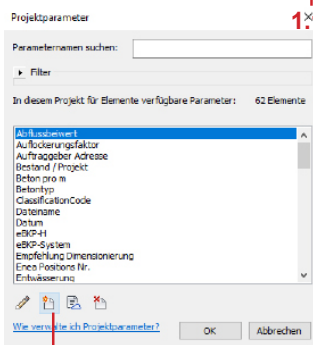 Projektparameter
1.
Parameternamen suchen:
Filter
In diesem Projekt für Elemente verfügbare Parameter: 62 Elemente
Abflussbeiwert
Auflockerungsfaktor
Auftraggeber Adresse
Bestand / Projekt
Beton pro m
Betontyp
ClassificationCode
Dateiname
Datum
eBKP-H
eBKP-System
Empfehlung Dimensionierung
Enea Positions Nr.
Entwässerung
Wie verwalte ich Projektparameter?
OK Abbrechen